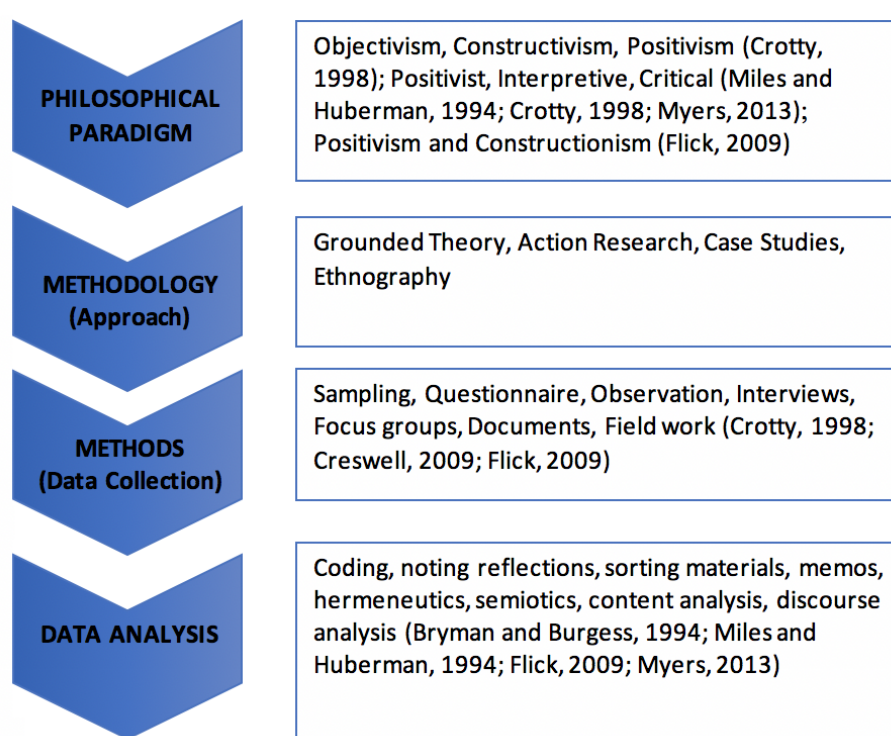 PHILOSOPHICAL
PARADIGM
Objectivism, Constructivism, Positivism (Crotty,
1998); Positivist, Interpretive, Critical (Miles and
Huberman, 1994; Crotty, 1998; Myers, 2013);
Positivism and Constructionism (Flick, 2009)
METHODOLOGY
(Approach)
Grounded Theory, Action Research, Case Studies,
Ethnography
METHODS
(Data Collection)
Sampling, Questionnaire, Observation, Interviews,
Focus groups, Documents, Field work (Crotty, 1998;
Creswell, 2009; Flick, 2009)
DATA ANALYSIS
Coding, noting reflections, sorting materials, memos,
hermeneutics, semiotics, content analysis, discourse
analysis (Bryman and Burgess, 1994; Miles and
Huberman, 1994; Flick, 2009; Myers, 2013)